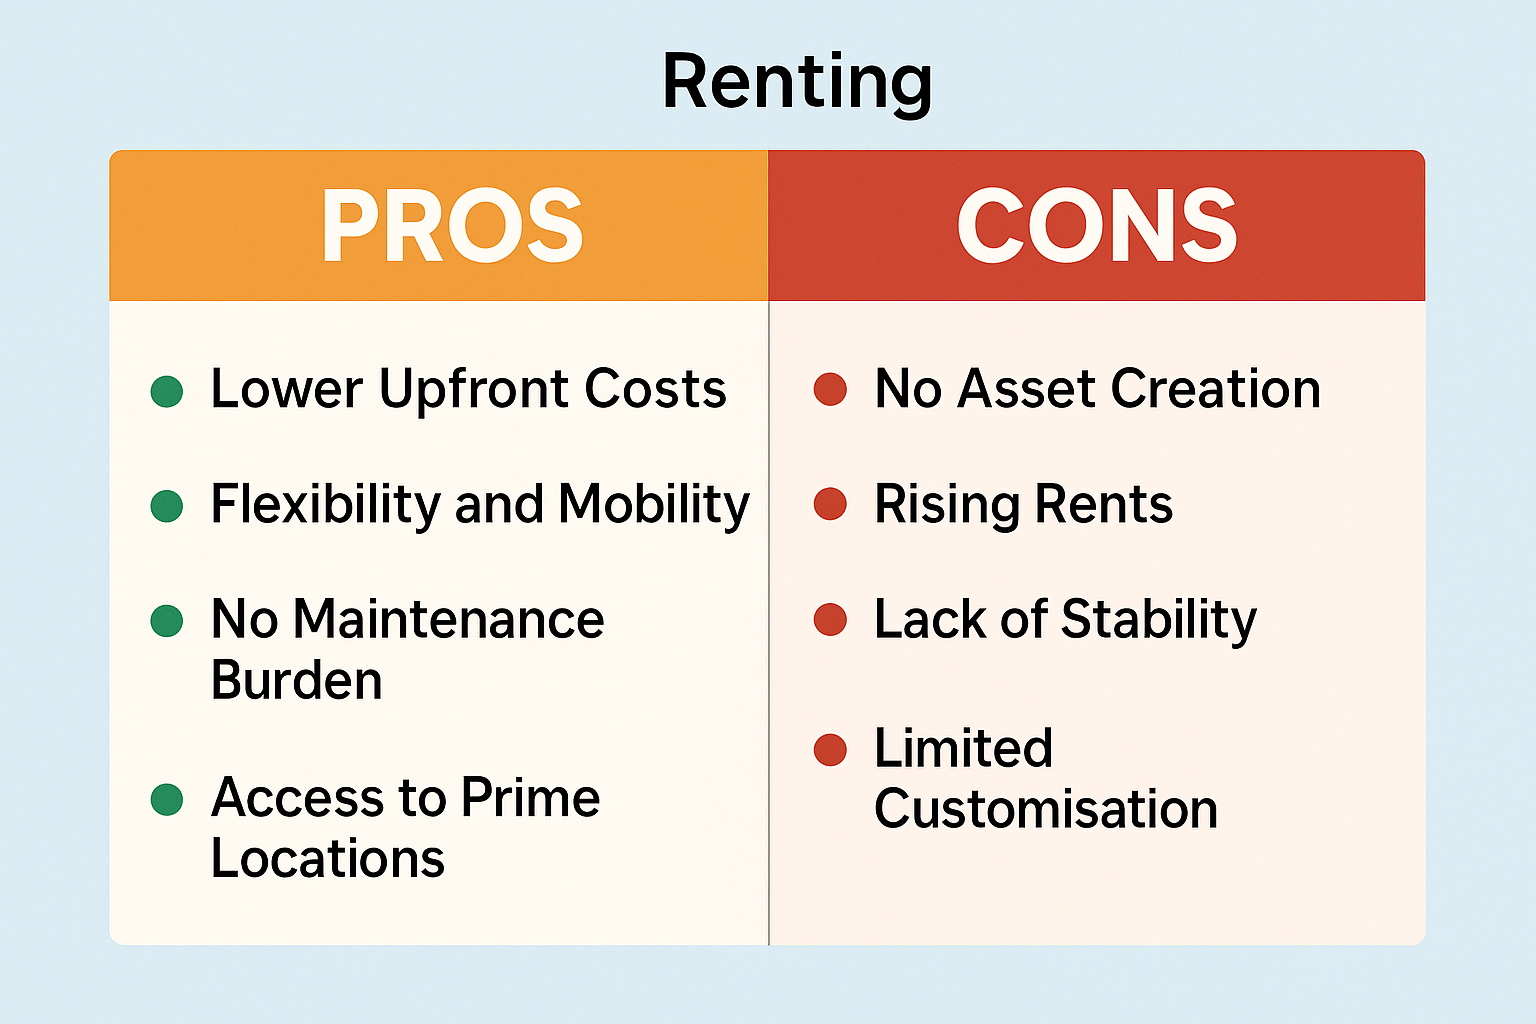 Renting
PROS
Lower Upfront Costs
Flexibility and Mobility
No Maintenance
Burden
Access to Prime
Locations
CONS
No Asset Creation
Rising Rents
Lack of Stability
Limited
Customisation